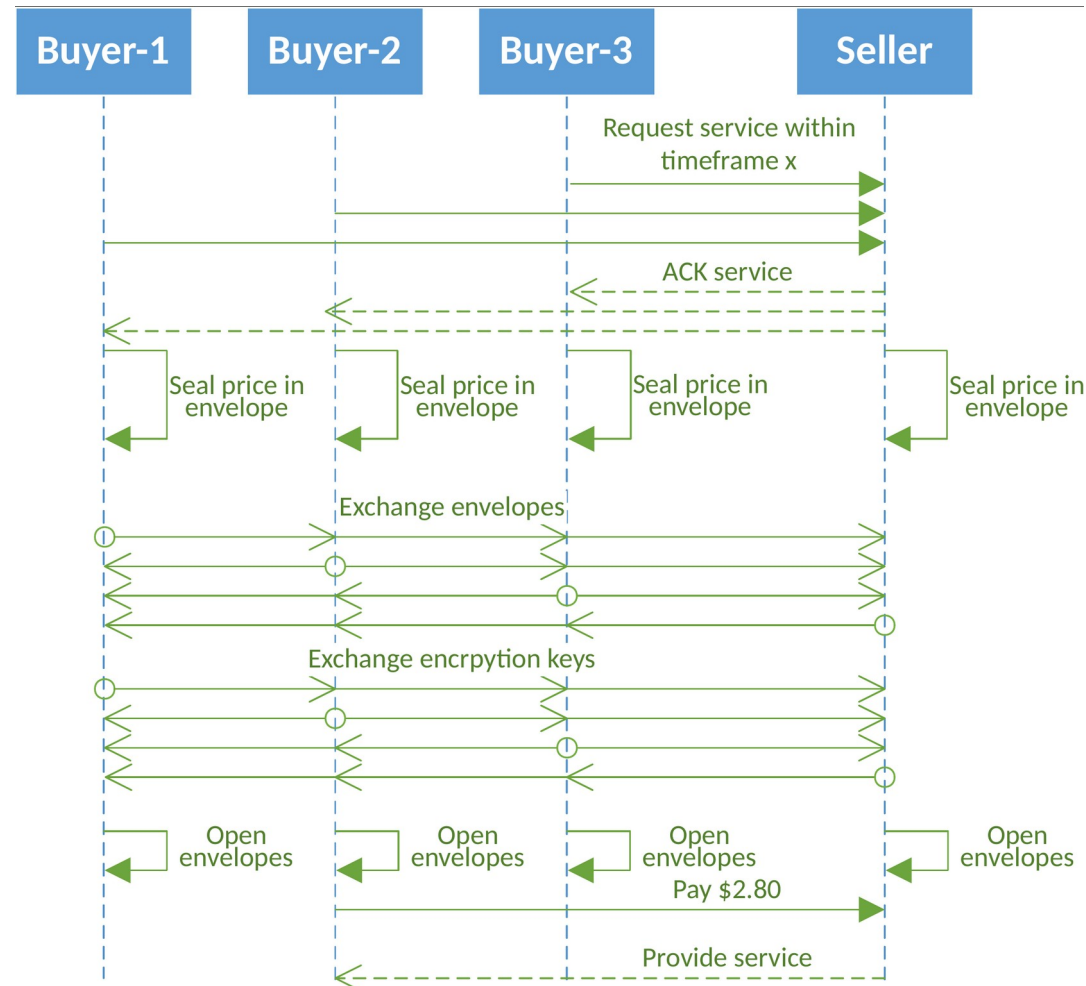 Buyer-1
Buyer-2
Buyer-3
Seller
Request service within
timeframe x
ACK service
Seal price in
envelope
Seal price in
envelope
Seal price in
envelope
Seal price in
envelope
Exchange envelopes
Exchange encrpytion keys
Open
envelopes
Open
envelopes
Open
envelopes
Open
envelopes
Pay $2.80
Provide service